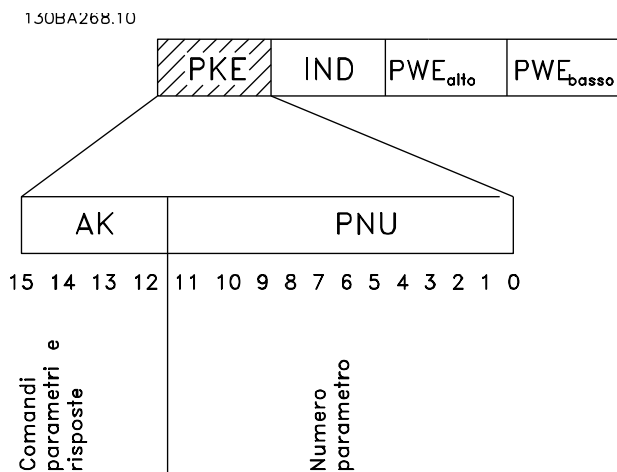 130BA268.10
PKE IND PWEalto PWEbasso
AK PNU
15 14 13 12 11 10 9 8 7 6 5 4 3 2 1 0
Comandi
parametri e
risposte
Numero
parametro